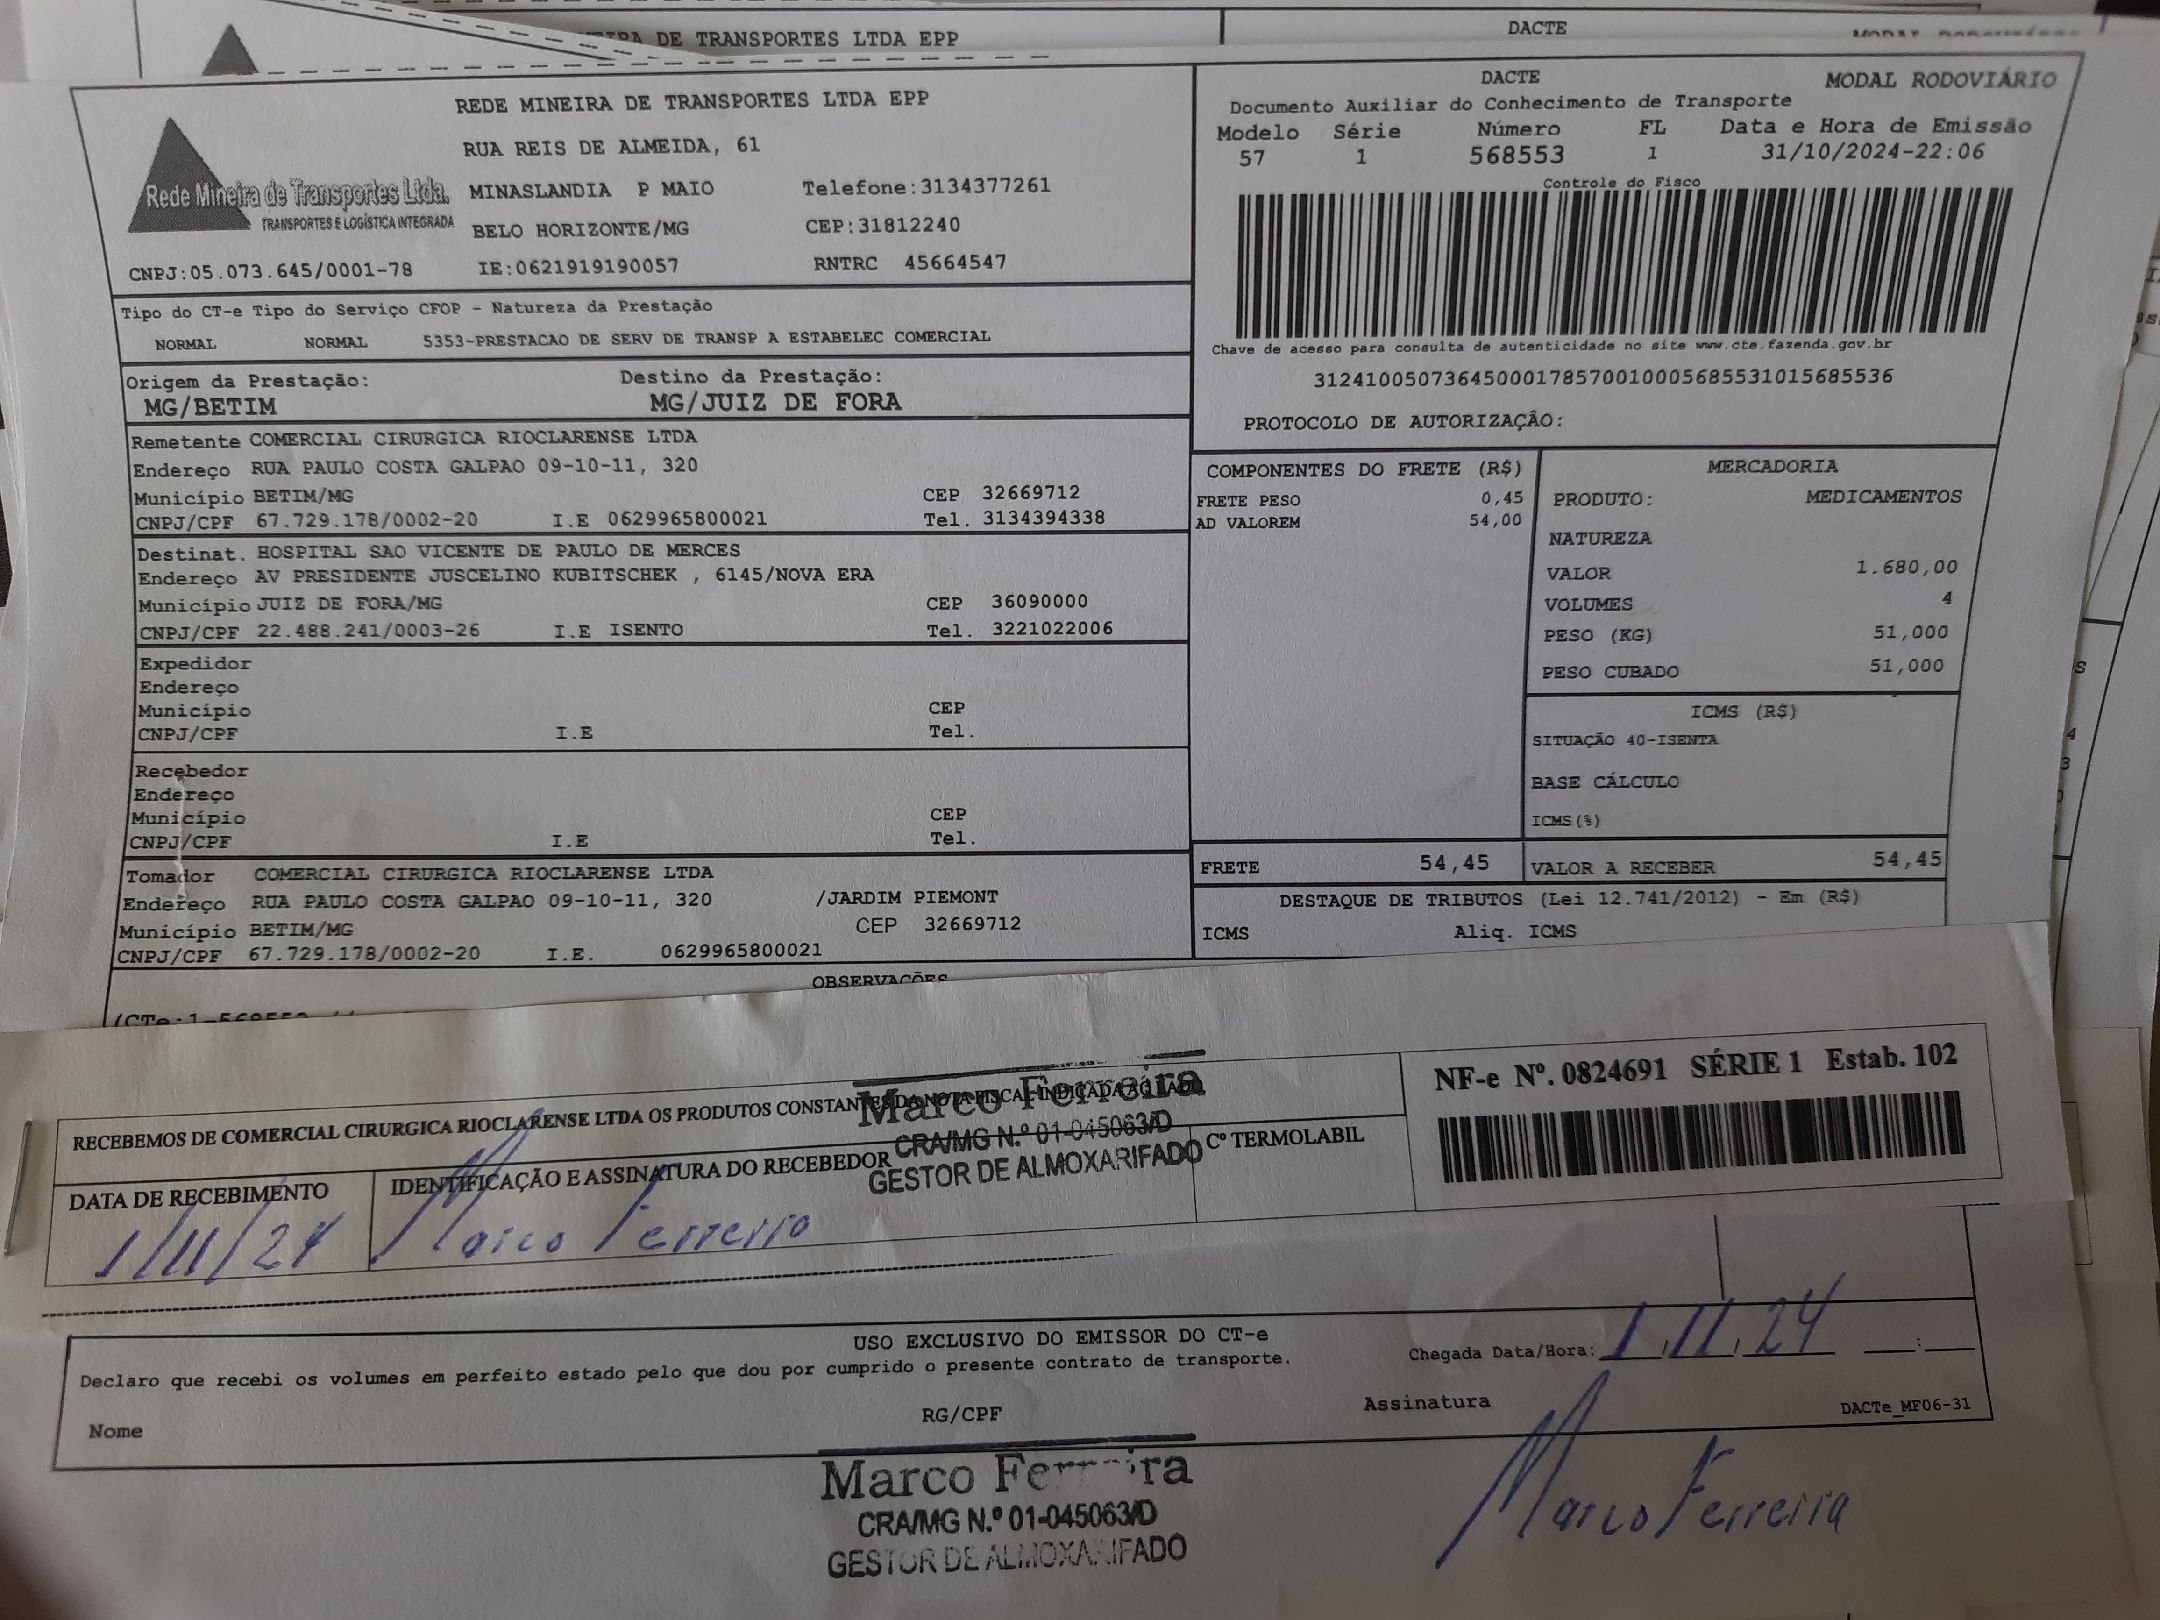 DE TRANSPORTES LTDA EPP
DACTE
REDE MINEIRA DE TRANSPORTES LTDA EPP
RUA REIS DE ALMEIDA, 61
MINASLANDIA P MAIO Telefone:3134377261
BELO HORIZONTE/MG CEP:31812240
Rede Mineira de Transportes Ltda.
TRANSPORTES E LOGÍSTICA INTEGRADA
CNPJ:05.073.645/0001-78 IE:0621919190057 RNTRC 45664547
DACTE MODAL RODOVIÁRIO
Documento Auxiliar do Conhecimento de Transporte
Modelo Série Número FL Data e Hora de Emissão
57 1 568553 1 31/10/2024-22:06
Controle do Fisco
Chave de acesso para consulta de autenticidade no site www.cte.fazenda.gov.br
31241005073645000178570010005685531015685536
PROTOCOLO DE AUTORIZAÇÃO:
Tipo do CT-e Tipo do Serviço CFOP - Natureza da Prestação
NORMAL NORMAL 5353-PRESTACAO DE SERV DE TRANSP A ESTABELEC COMERCIAL
Origem da Prestação: Destino da Prestação:
MG/BETIM MG/JUIZ DE FORA
Remetente COMERCIAL CIRURGICA RIOCLARENSE LTDA
Endereço RUA PAULO COSTA GALPAO 09-10-11, 320
Município BETIM/MG CEP 32669712
CNPJ/CPF 67.729.178/0002-20 I.E 0629965800021 Tel. 3134394338
Destinat. HOSPITAL SAO VICENTE DE PAULO DE MERCES
Endereço AV PRESIDENTE JUSCELINO KUBITSCHEK , 6145/NOVA ERA
Município JUIZ DE FORA/MG CEP 36090000
CNPJ/CPF 22.488.241/0003-26 I.E ISENTO Tel. 3221022006
Expedidor
Endereço
Município CEP
CNPJ/CPF I.E Tel.
Recebedor
Endereço
Município CEP
CNPJ/CPF I.E Tel.
Tomador COMERCIAL CIRURGICA RIOCLARENSE LTDA
Endereço RUA PAULO COSTA GALPAO 09-10-11, 320 /JARDIM PIEMONT
Município BETIM/MG CEP 32669712
CNPJ/CPF 67.729.178/0002-20 I.E. 0629965800021
COMPONENTES DO FRETE (R$)
FRETE PESO 0,45
AD VALOREM 54,00
MERCADORIA
PRODUTO: MEDICAMENTOS
NATUREZA
VALOR 1.680,00
VOLUMES 4
PESO (KG) 51,000
PESO CUBADO 51,000
ICMS (R$)
SITUAÇÃO 40-ISENTA
BASE CÁLCULO
ICMS(%)
FRETE 54,45 VALOR A RECEBER 54,45
DESTAQUE DE TRIBUTOS (Lei 12.741/2012) - Em (R$)
ICMS Aliq. ICMS
OBSERVAÇÕES
(CTe:1-568553
RECEBEMOS DE COMERCIAL CIRURGICA RIOCLARENSE LTDA OS PRODUTOS CONSTANTES DA NOTA FISCAL INDICADA AO LADO
Marco Ferreira
CRA/MG N.º 01-045063/D
GESTOR DE ALMOXARIFADO
DATA DE RECEBIMENTO IDENTIFICAÇÃO E ASSINATURA DO RECEBEDOR Cº TERMOLABIL
1/11/24 Marco Ferreira
NF-e Nº. 0824691 SÉRIE 1 Estab. 102
USO EXCLUSIVO DO EMISSOR DO CT-e
Declaro que recebi os volumes em perfeito estado pelo que dou por cumprido o presente contrato de transporte.
Chegada Data/Hora: 1 11 24 :
Nome RG/CPF Assinatura DACTe_MF06-31
Marco Ferreira
CRA/MG N.º 01-045063/D
GESTOR DE ALMOXARIFADO
Marco Ferreira